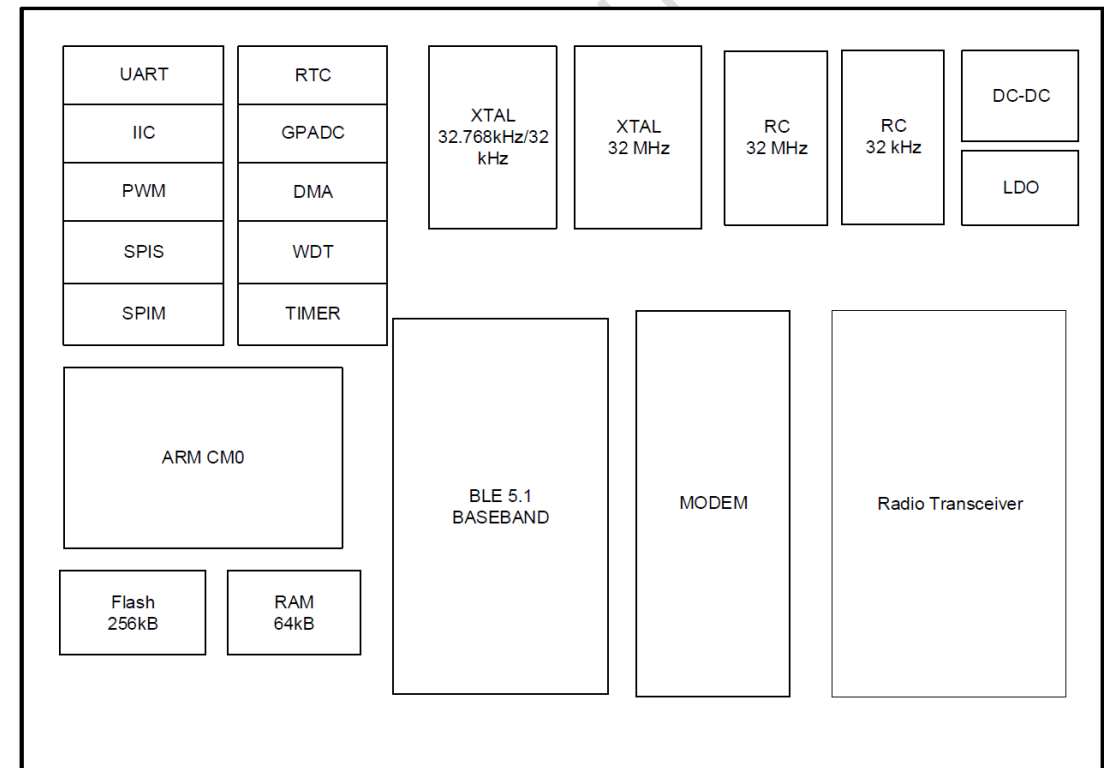 UART
RTC
IIC
GPADC
PWM
DMA
SPIS
WDT
SPIM
TIMER
XTAL
32.768kHz/32
kHz
XTAL
32 MHz
RC
32 MHz
RC
32 kHz
DC-DC
LDO
ARM CM0
Flash
256kB
RAM
64kB
BLE 5.1
BASEBAND
MODEM
Radio Transceiver